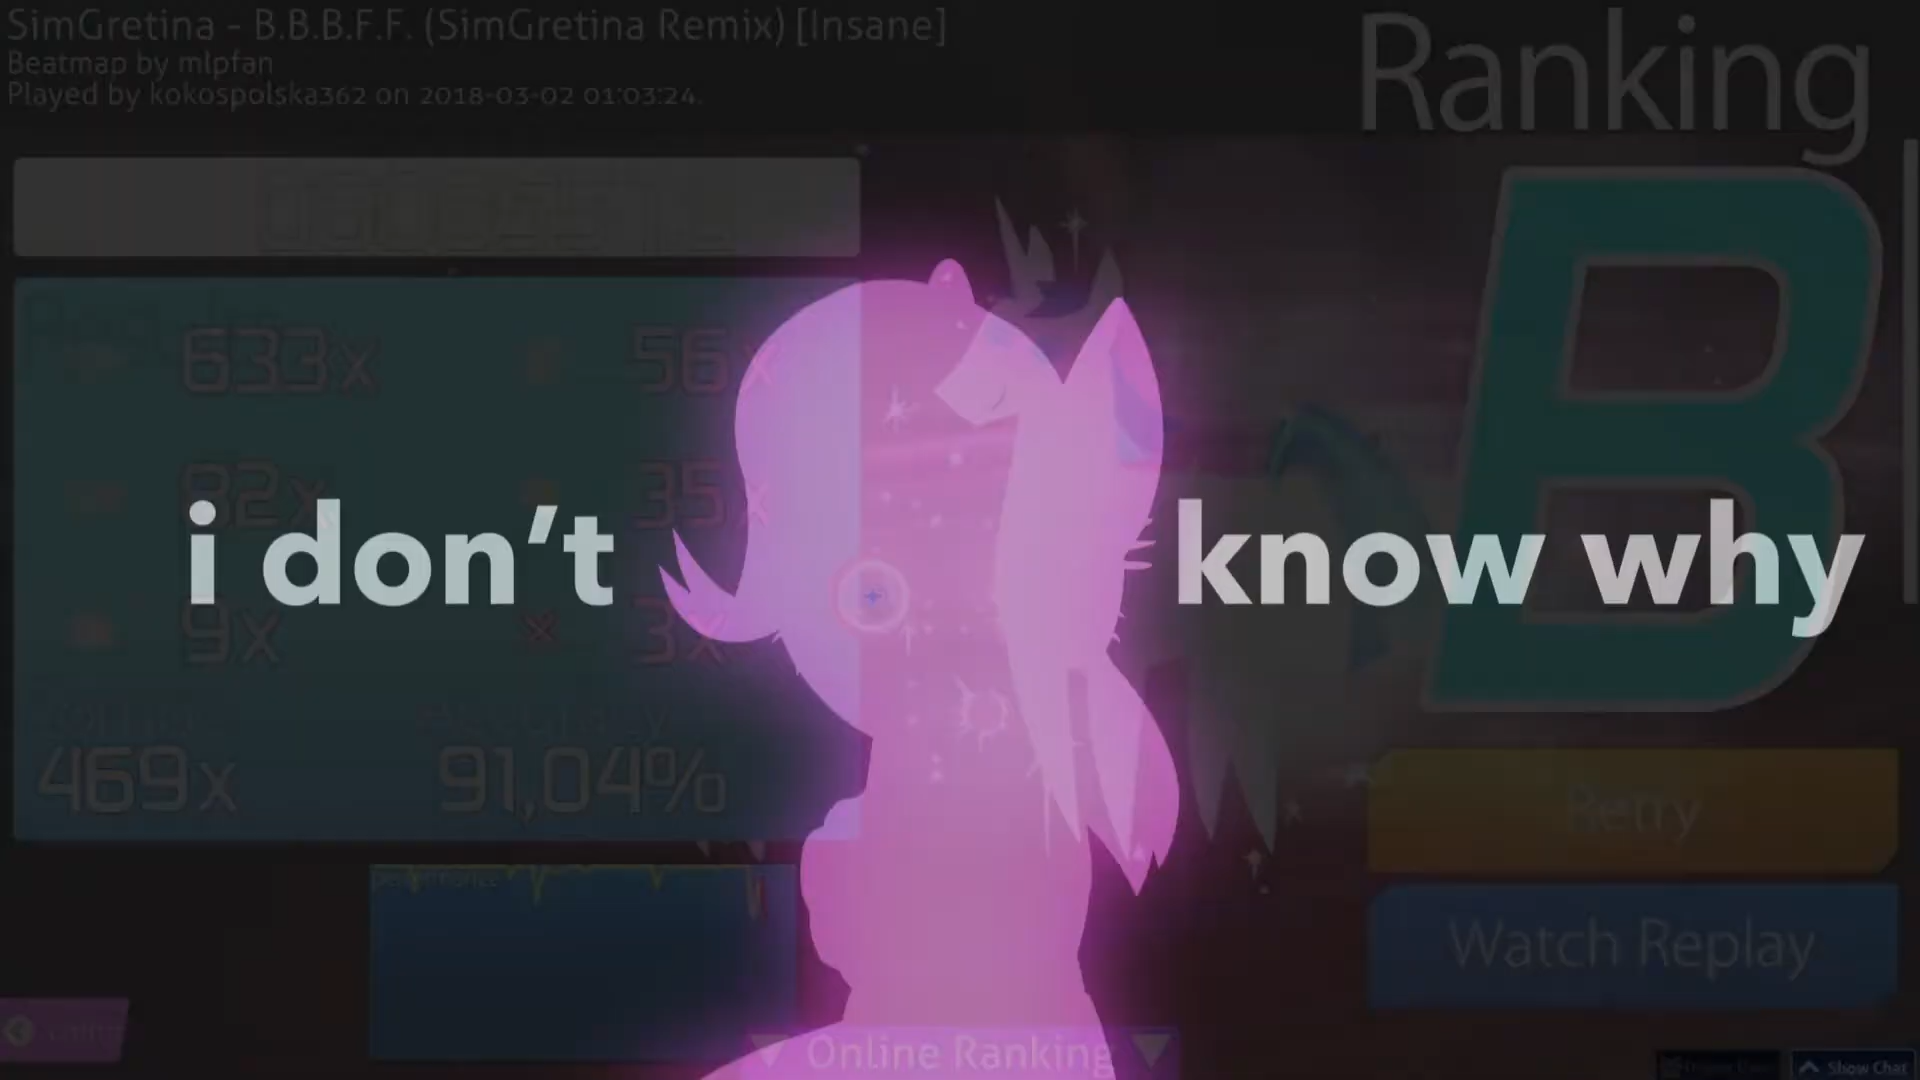 SimGretina - B.B.B.F.F. (SimGretina Remix) [Insane]
Beatmap by mlpfan
Played by kokospolska362 on 2018-03-02 01:03:24.
Ranking
B
633x 56x
82x 35x
i don’t know why
9x 3x
469x 91,04%
Retry
Watch Replay
Online Ranking
Show Chat